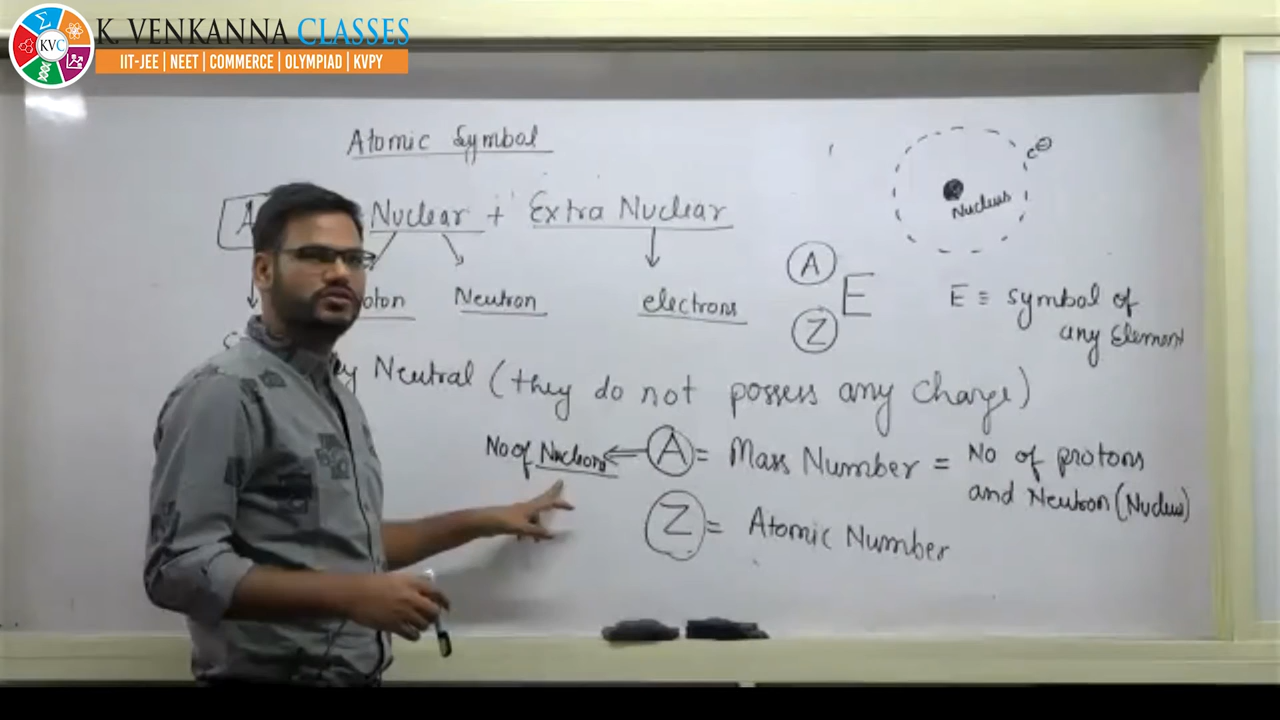 K. VENKANNA CLASSES
KVC
IIT-JEE | NEET | COMMERCE | OLYMPIAD | KVPY
Atomic Symbol
e⊖
Nucleus
A
Nuclear + Extra Nuclear
oton
Neutron
electrons
A
Z
E
E ≡ symbol of
any Element
y Neutral (they do not possess any charge)
No of Nucleons ⇐ A = Mass Number = No of protons
and Neutron (Nucleus)
Z = Atomic Number